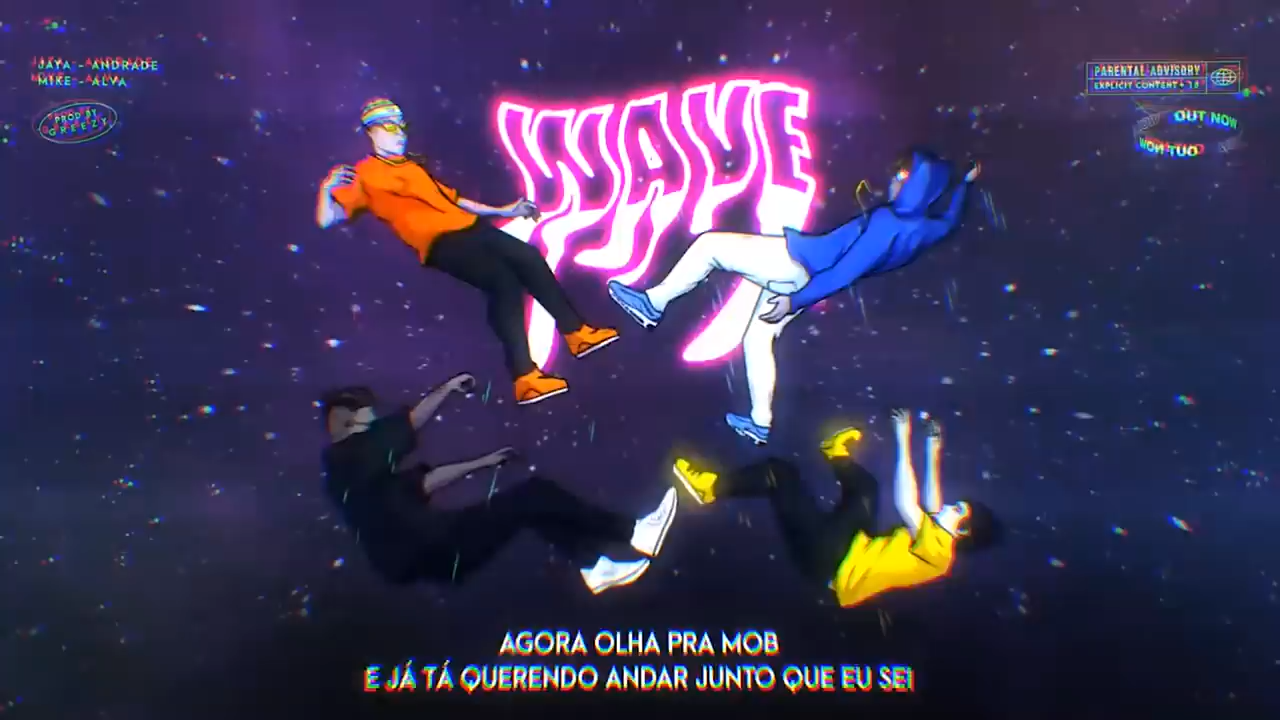 JAYA - ANDRADE
MIKE - ALVA
PROD BY
GREEZY
WAVE
PARENTAL ADVISORY
EXPLICIT CONTENT + 18
OUT NOW
OUT NOW
AGORA OLHA PRA MOB
E JÁ TÁ QUERENDO ANDAR JUNTO QUE EU SEI